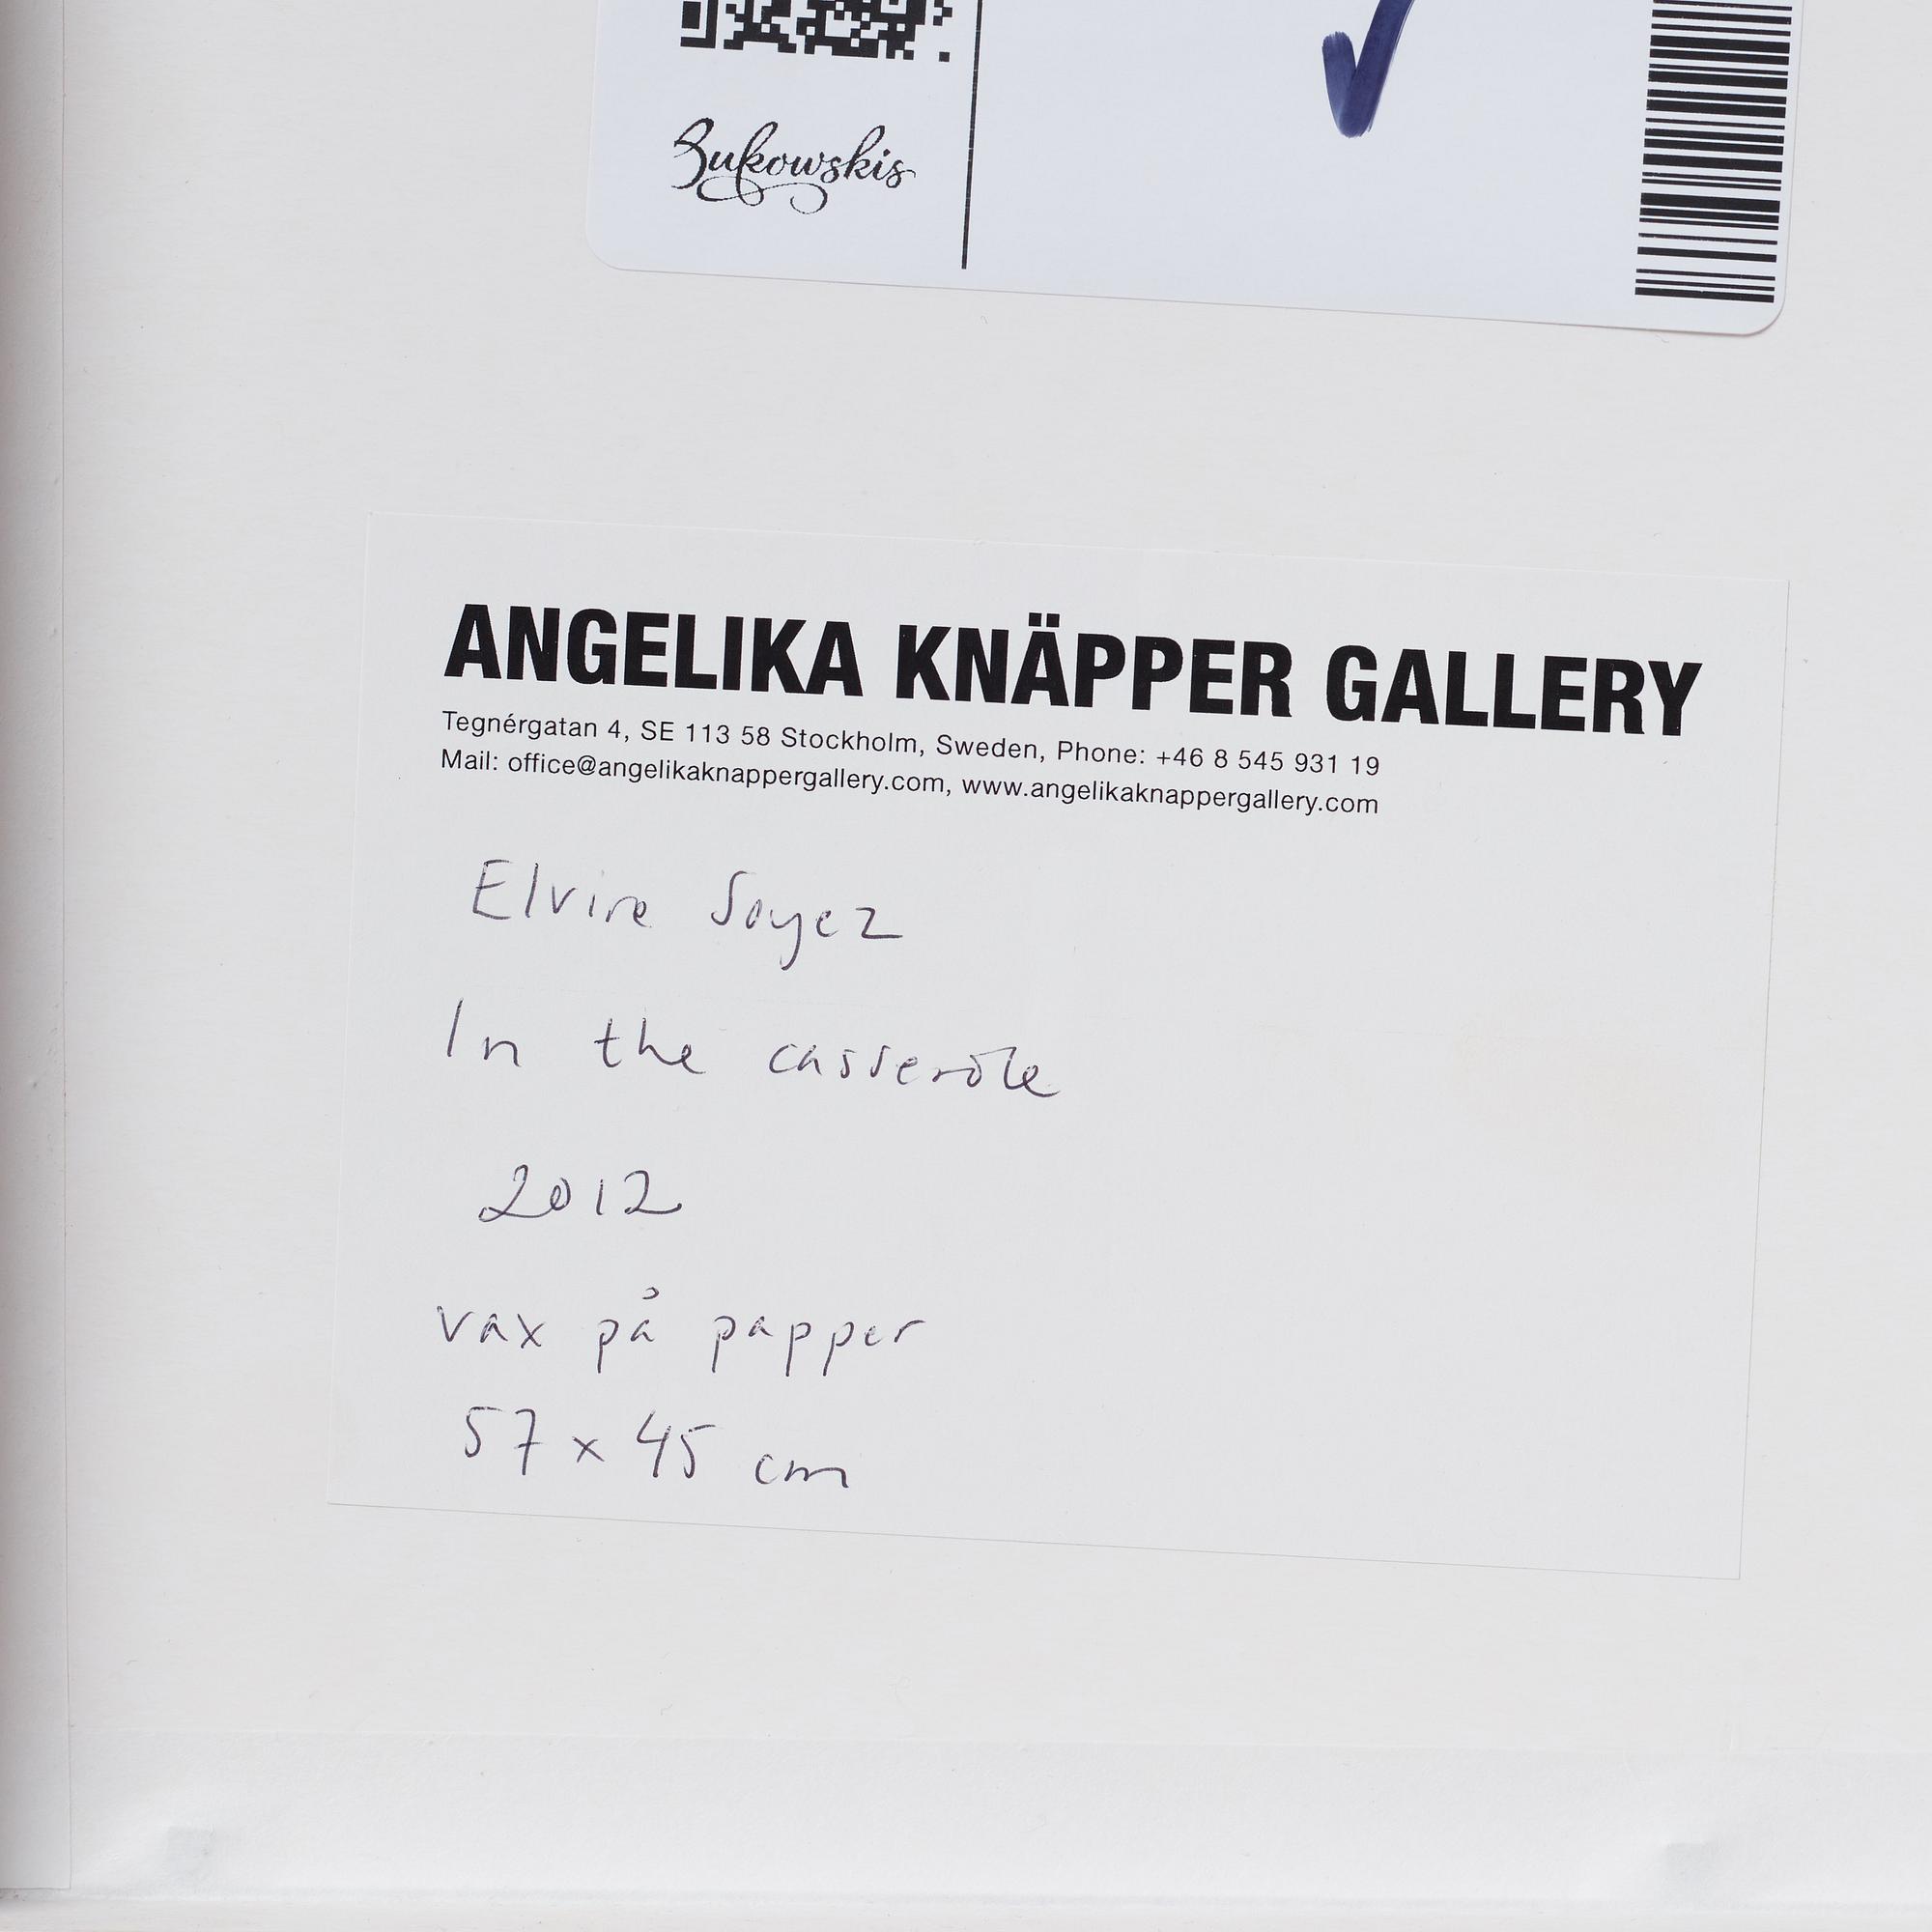 Bukowskis
ANGELIKA KNÄPPER GALLERY
Tegnérgatan 4, SE 113 58 Stockholm, Sweden, Phone: +46 8 545 931 19
Mail: office@angelikaknappergallery.com, www.angelikaknappergallery.com
Elvire Soyez
In the casserole
2012
vax på papper
57 x 45 cm